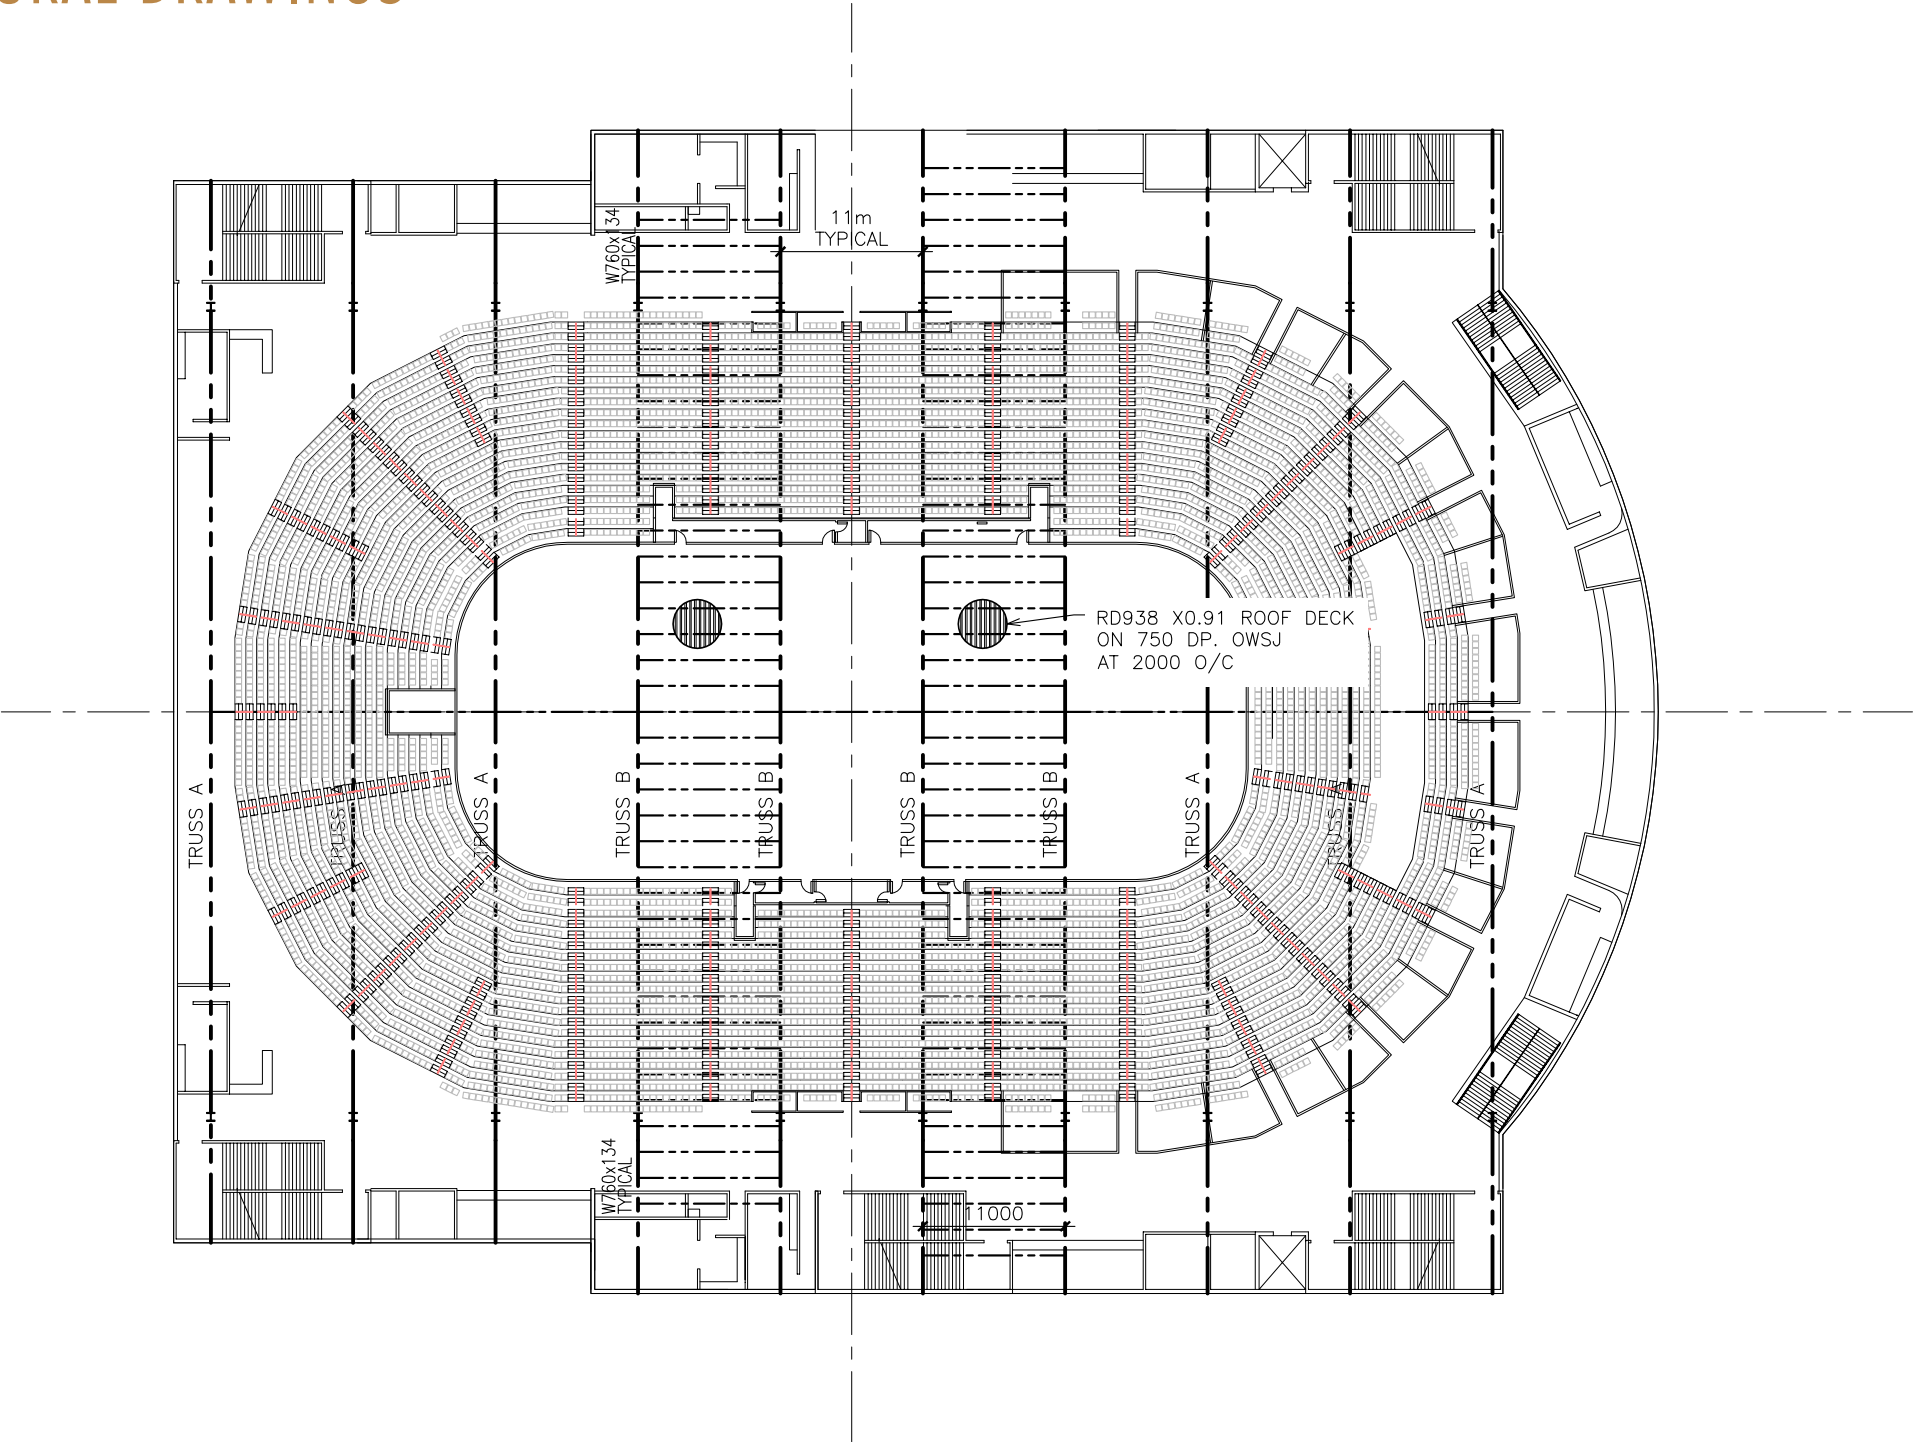 DRAWINGS
W760x134
TYPICAL
11m
TYPICAL
RD938 X0.91 ROOF DECK
ON 750 DP. OWSJ
AT 2000 O/C
TRUSS A
TRUSS A
TRUSS A
TRUSS B
TRUSS B
TRUSS B
TRUSS B
TRUSS A
TRUSS A
TRUSS A
W760x134
TYPICAL
11000